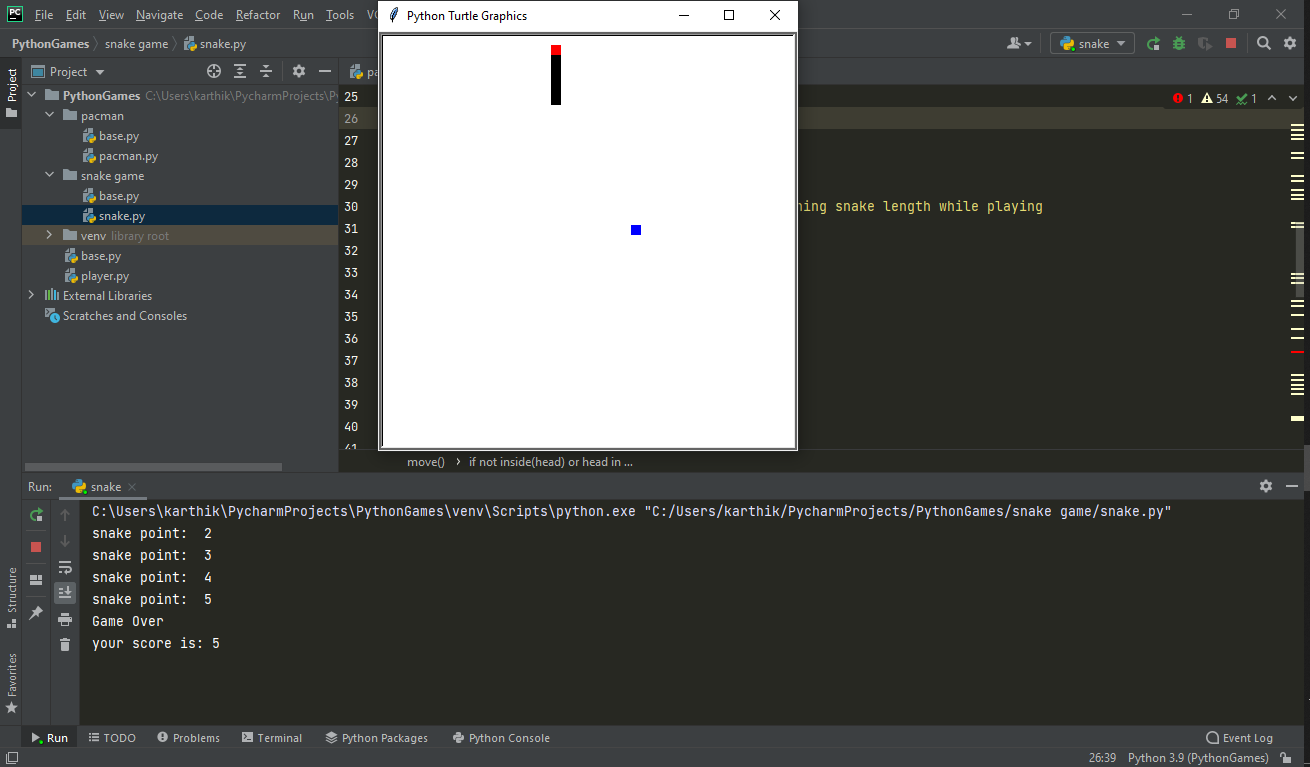 PC File Edit View Navigate Code Refactor Run Tools
Python Turtle Graphics
PythonGames snake game snake.py
snake
Project
Project
25
1 54 1
PythonGames C:\Users\karthik\PycharmProjects\P
pacman
base.py
pacman.py
snake game
base.py
snake.py
venv library root
base.py
player.py
External Libraries
Scratches and Consoles
26
27
28
29
30 ning snake length while playing
31
32
33
34
35
36
37
38
39
40
41
move() if not inside(head) or head in ...
Run: snake
C:\Users\karthik\PycharmProjects\PythonGames\venv\Scripts\python.exe "C:/Users/karthik/PycharmProjects/PythonGames/snake game/snake.py"
snake point: 2
snake point: 3
snake point: 4
snake point: 5
Game Over
your score is: 5
Structure
Favorites
Run TODO Problems Terminal Python Packages Python Console Event Log
26:39 Python 3.9 (PythonGames)